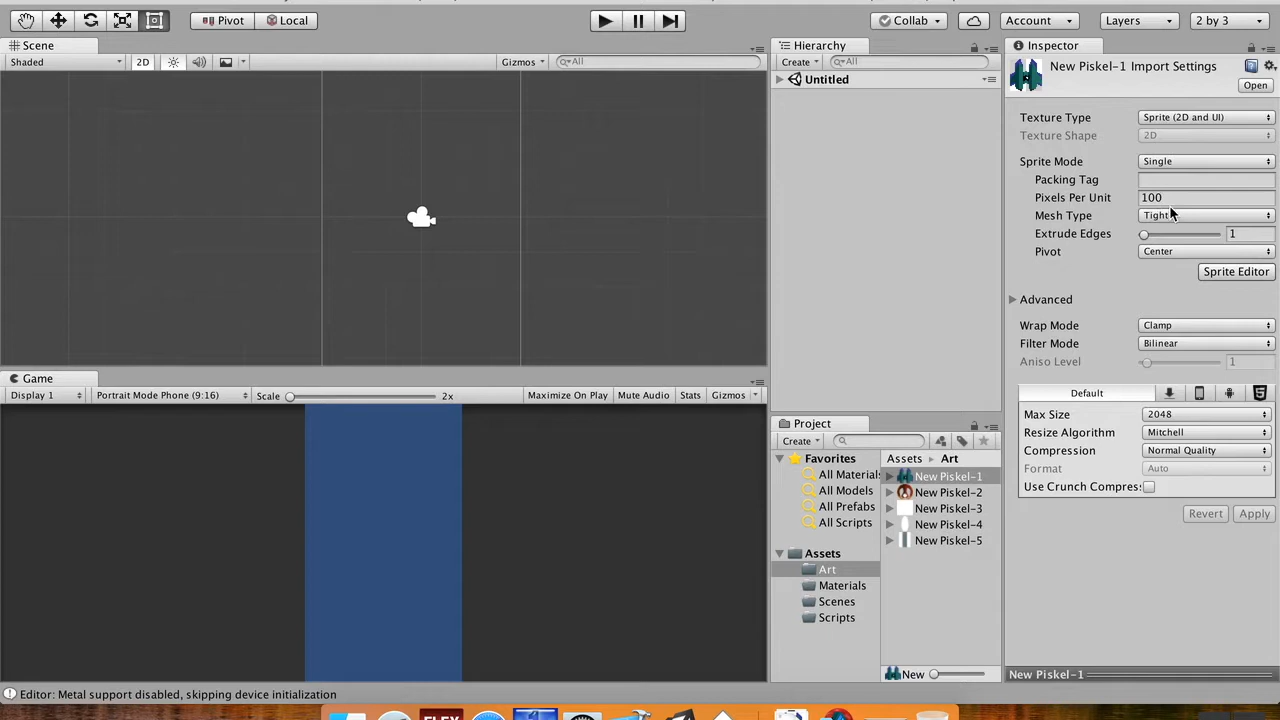 Pivot
Local
Collab
Account
Layers
2 by 3
Scene
Shaded
2D
Gizmos
All
Hierarchy
Create
All
Untitled
Inspector
New Piskel-1 Import Settings
Open
Texture Type
Sprite (2D and UI)
Texture Shape
2D
Sprite Mode
Single
Packing Tag
Pixels Per Unit
100
Mesh Type
Tight
Extrude Edges
1
Pivot
Center
Sprite Editor
Advanced
Wrap Mode
Clamp
Filter Mode
Bilinear
Aniso Level
1
Default
Max Size
2048
Resize Algorithm
Mitchell
Compression
Normal Quality
Format
Auto
Use Crunch Compres:
Revert
Apply
New Piskel-1
Game
Display 1
Portrait Mode Phone (9:16)
Scale
2x
Maximize On Play
Mute Audio
Stats
Gizmos
Project
Create
Favorites
All Materials
All Models
All Prefabs
All Scripts
Assets
Art
Materials
Scenes
Scripts
Assets
Art
New Piskel-1
New Piskel-2
New Piskel-3
New Piskel-4
New Piskel-5
New
Editor: Metal support disabled, skipping device initialization
FLEX